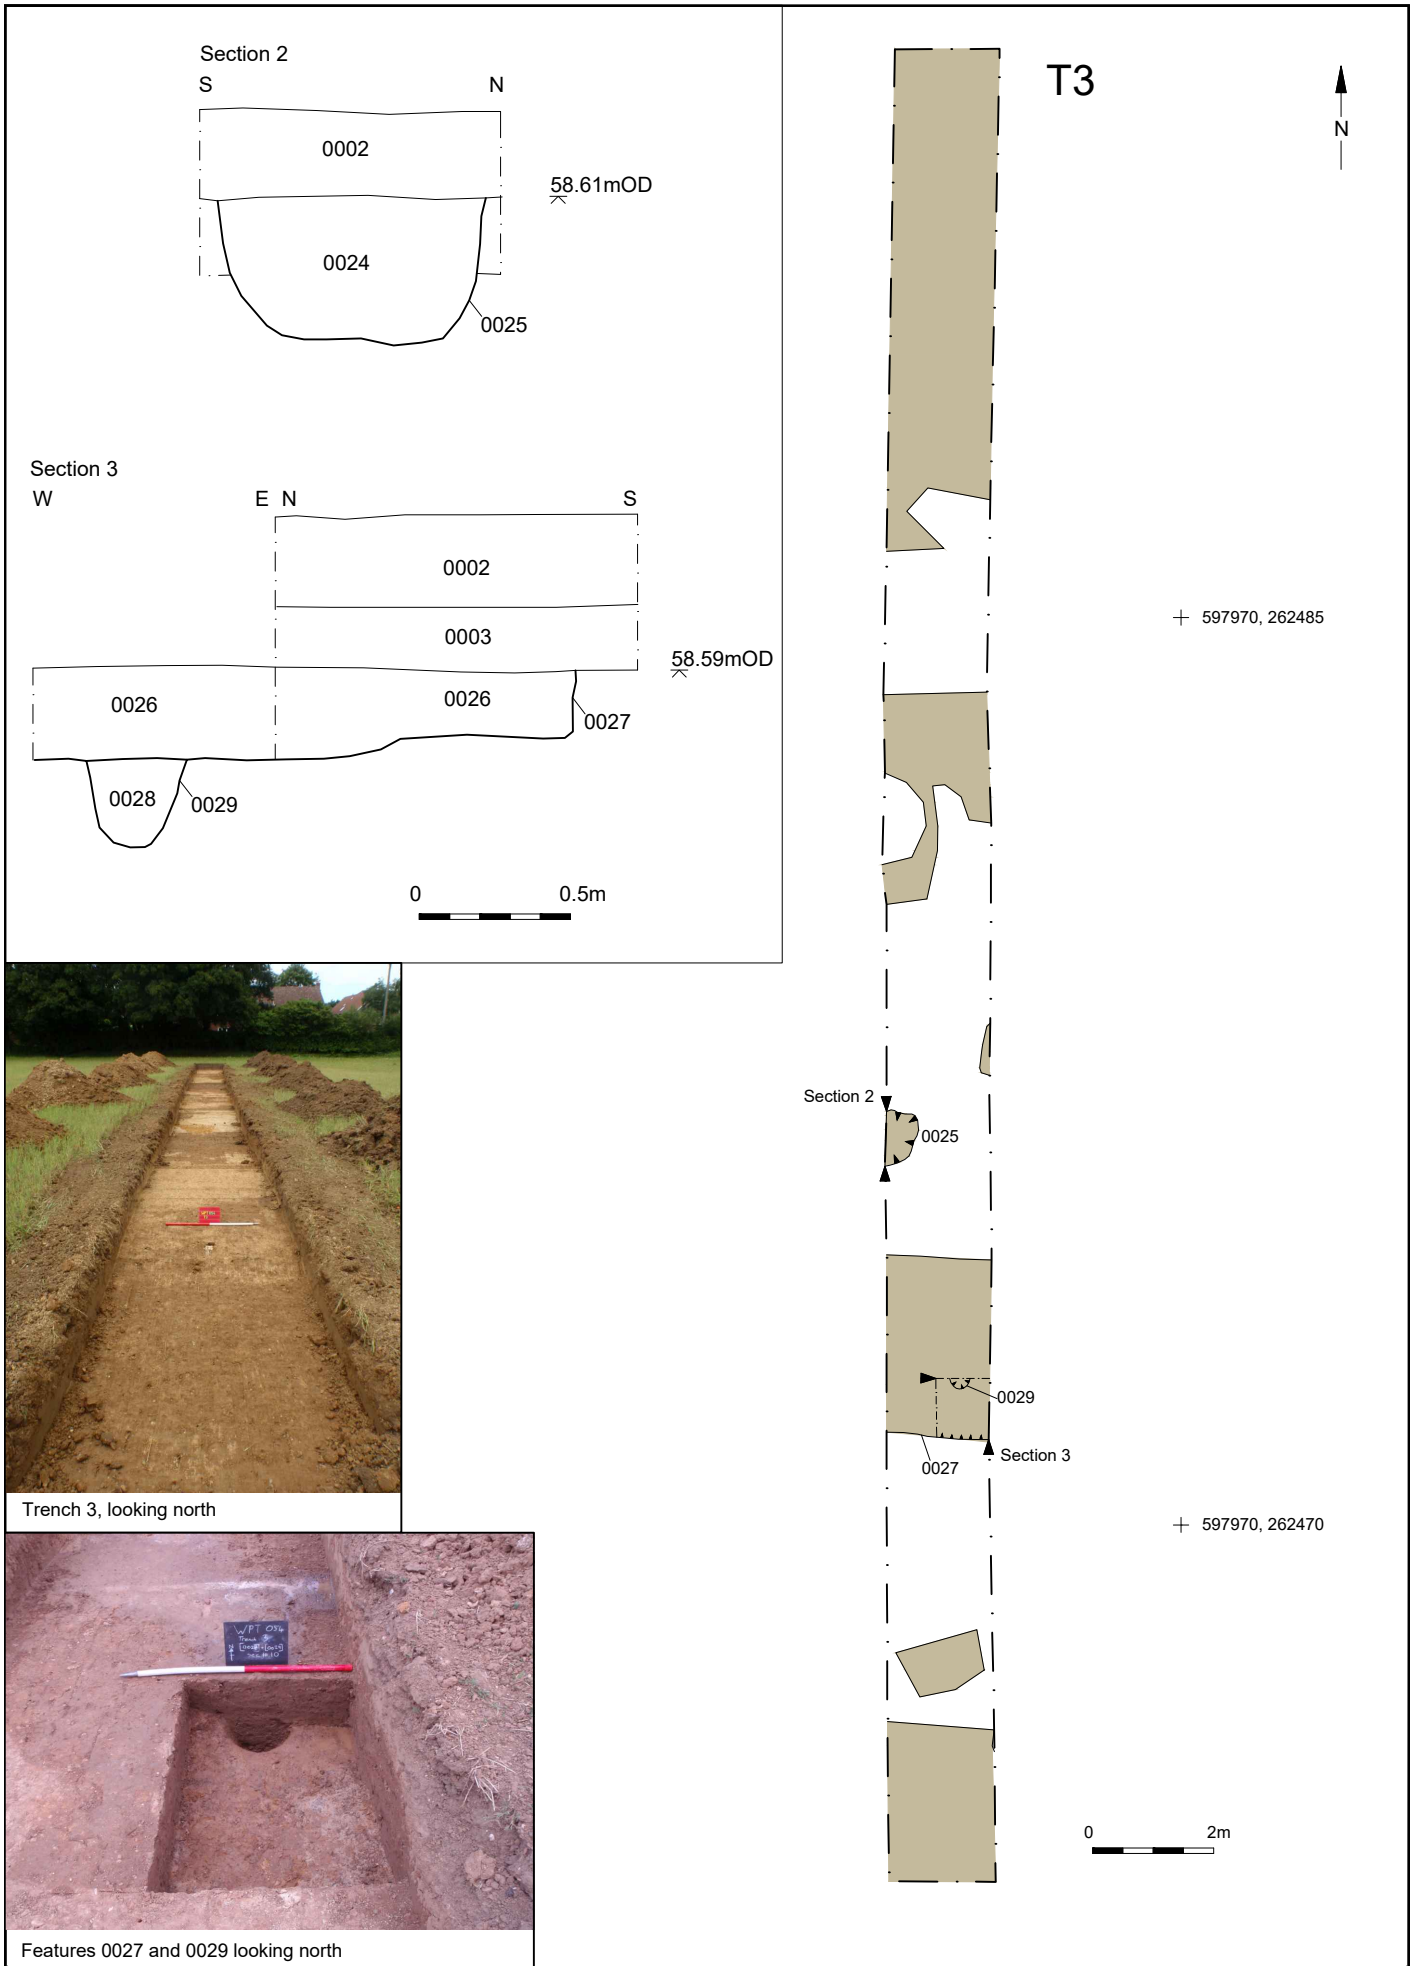 Section 2
S N
0002
58.61mOD
0024
0025
Section 3
W E N S
0002
0003
58.59mOD
0026 0026
0027
0028 0029
0 0.5m
Trench 3, looking north
WPT 054
Features 0027 and 0029 looking north
T3
N
597970, 262485
Section 2
0025
0029
0027
Section 3
597970, 262470
0 2m